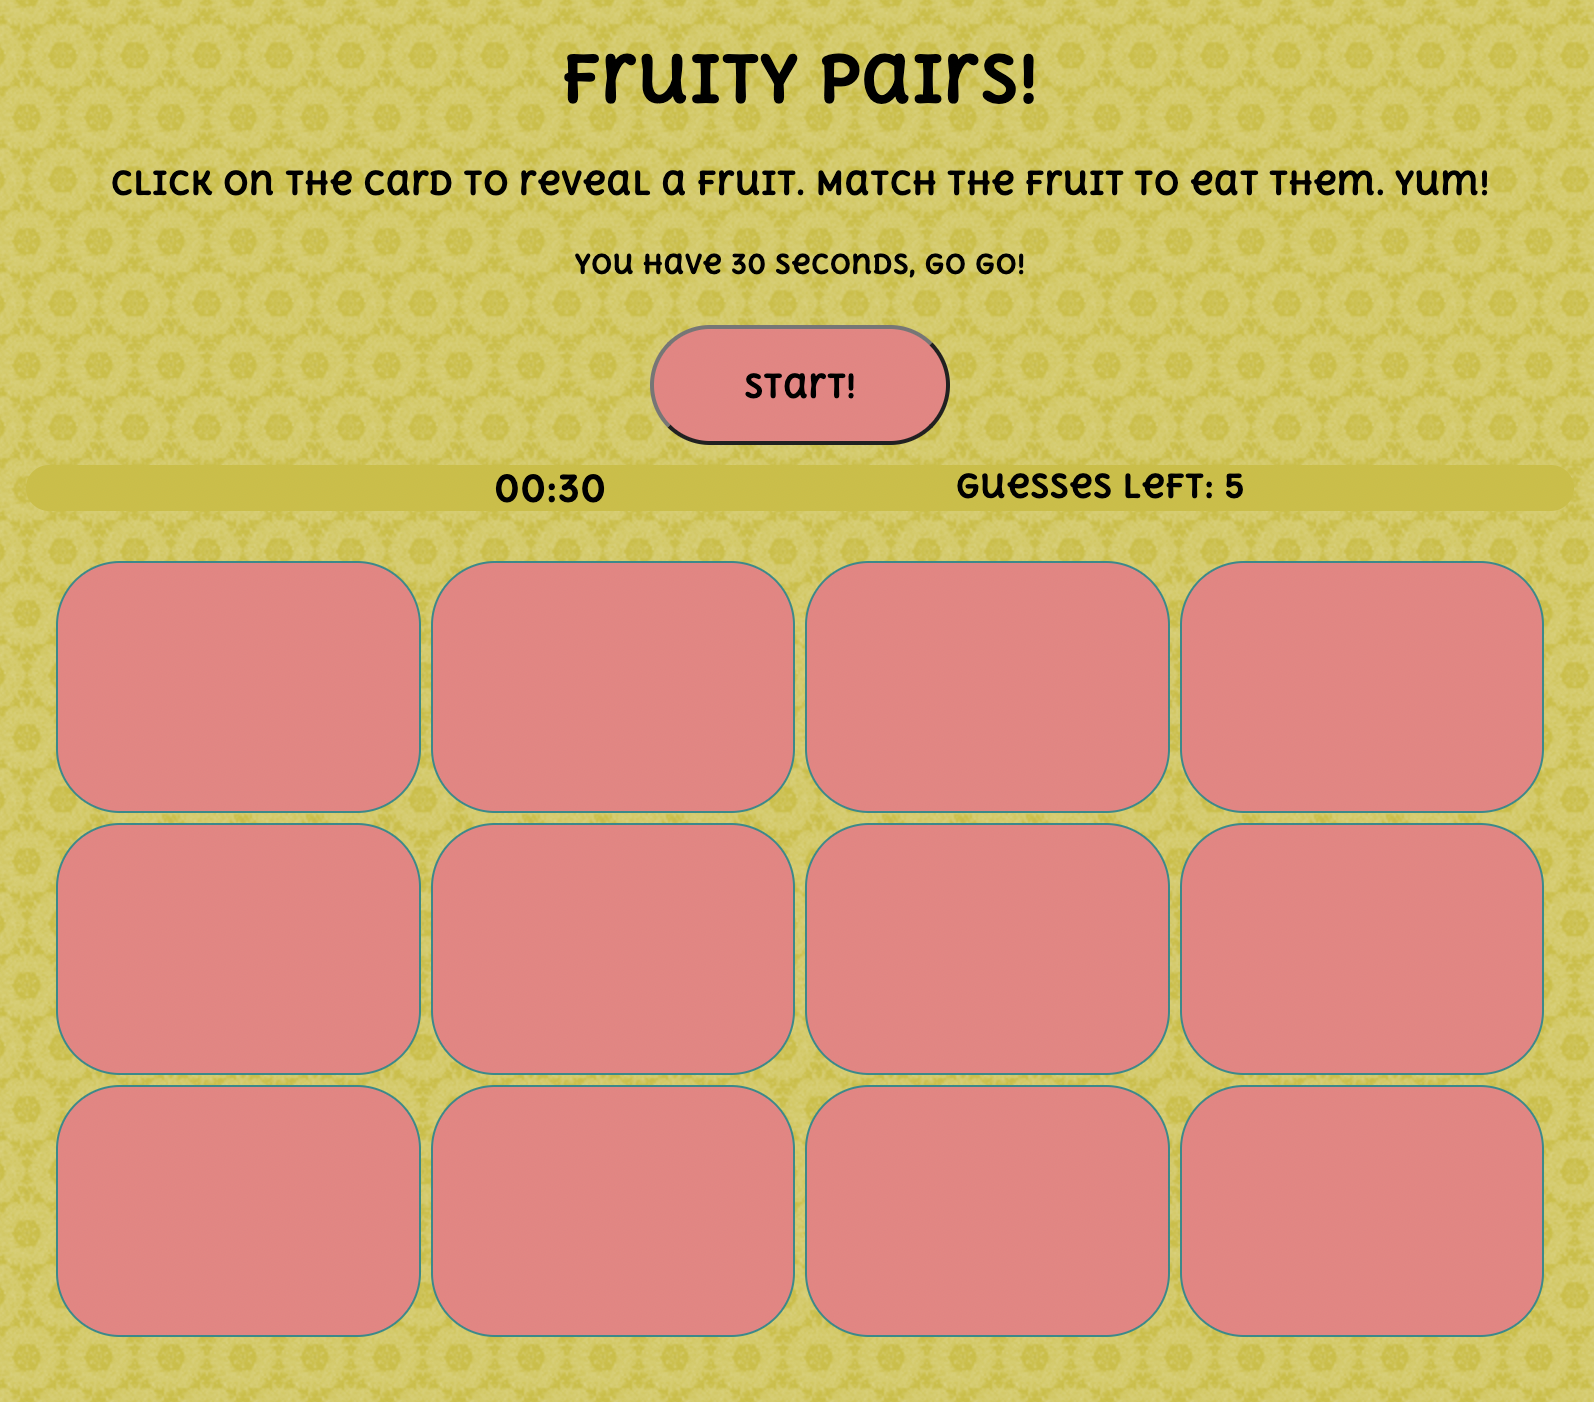 Fruity Pairs!
Click on the card to reveal a fruit. Match the fruit to eat them. Yum!
You have 30 seconds, go go!
Start!
00:30 Guesses Left: 5